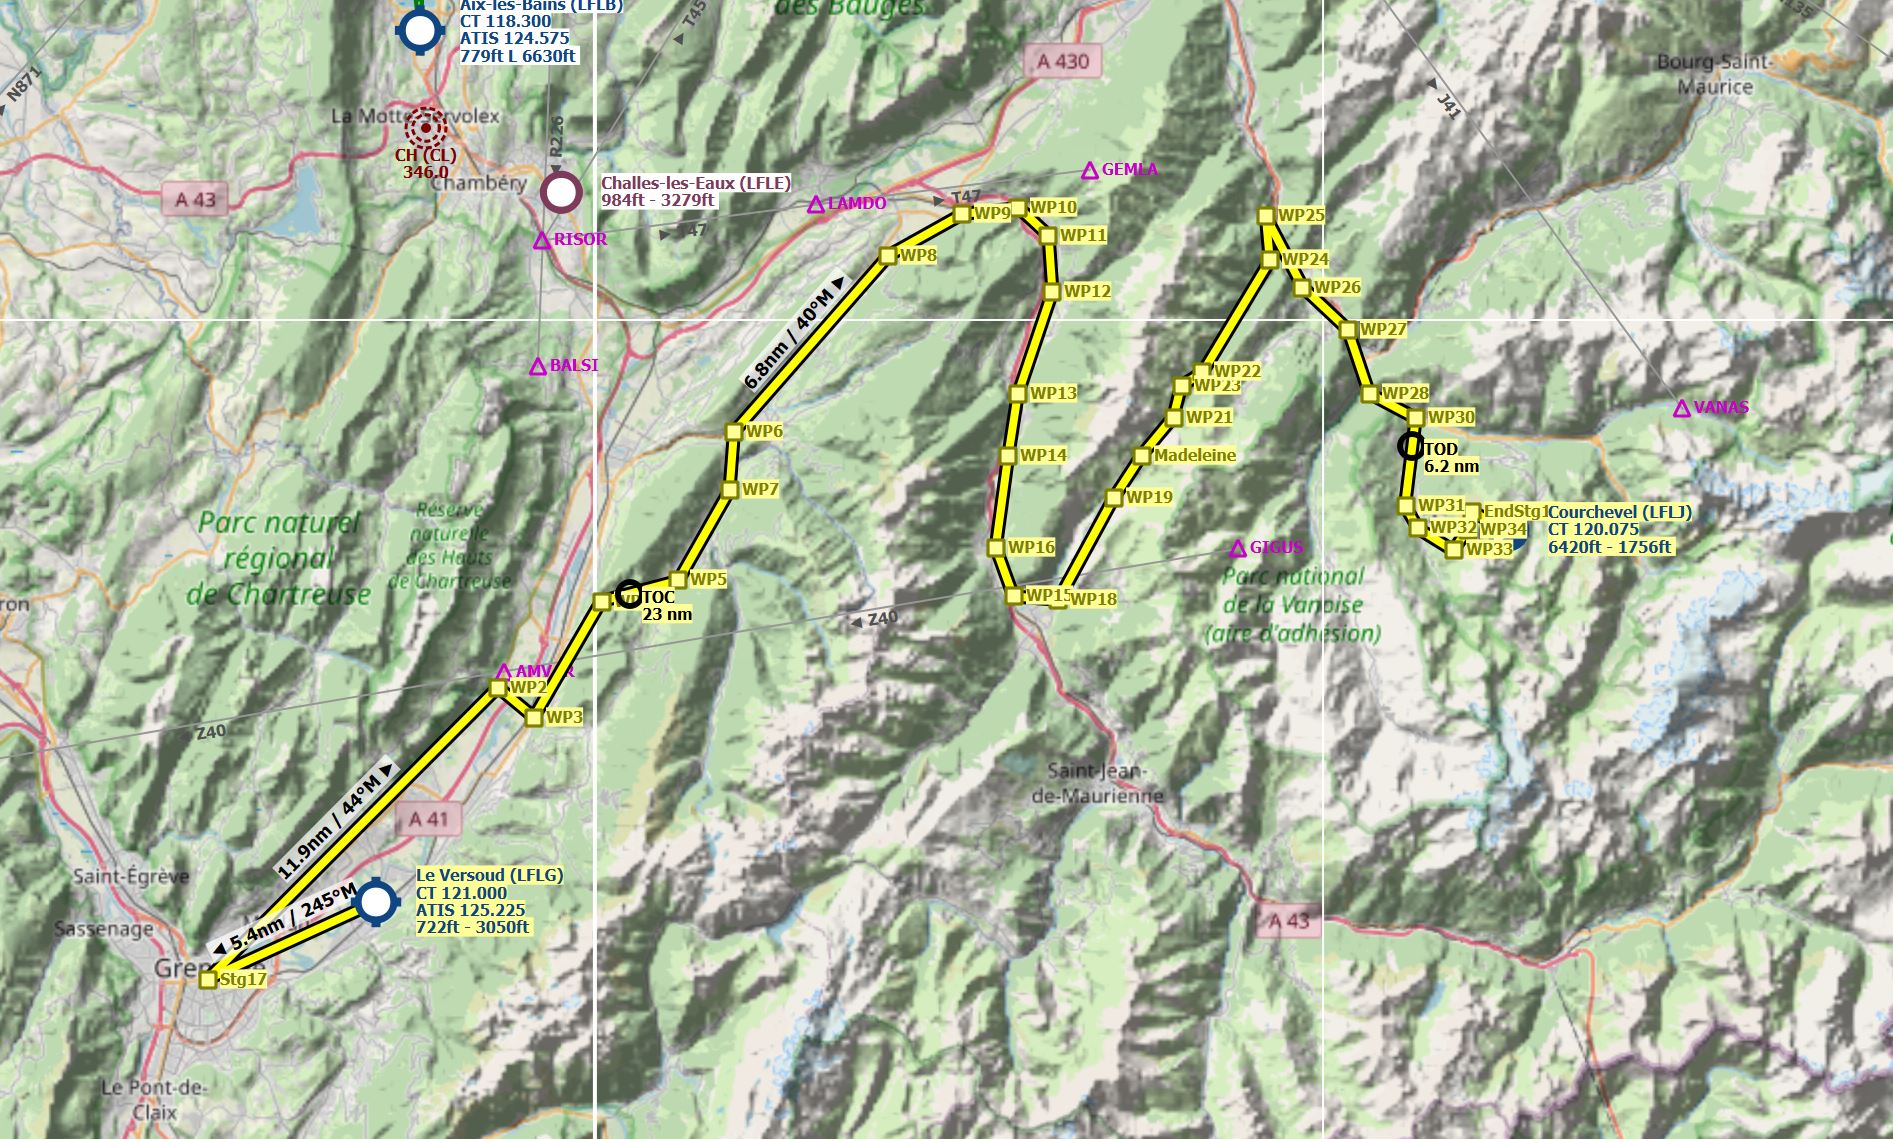 Aix-les-Bains (LFLB)
CT 118.300
ATIS 124.575
779ft L 6630ft
des Bauges
T45
J35
A 430
Bourg-Saint-
Maurice
N871
J41
La Motte-Servolex
CH (CL)
346.0
R226
Chambéry
A 43
Challes-les-Eaux (LFLE)
984ft - 3279ft
GEMLA
LAMDO
T47
RISOR
T47
WP9
WP10
WP11
WP8
WP12
WP25
WP24
WP26
WP27
6.8nm / 40°M
BALSI
WP22
WP23
WP13
WP28
WP21
WP30
VANAS
WP6
WP14
Madeleine
TOD
6.2 nm
WP7
WP19
WP31
EndStg1
WP32
WP34
WP33
Courchevel (LFLJ)
CT 120.075
6420ft - 1756ft
Parc naturel
régional
de Chartreuse
Réserve
naturelle
des Hauts
de Chartreuse
WP16
GIGUS
Parc national
de la Vanoise
(aire d'adhésion)
WP5
TOC
23 nm
WP15
WP18
Z40
WP2
WP3
Z40
Saint-Jean-
de-Maurienne
11.9nm / 44°M
A 41
Saint-Égrève
Le Versoud (LFLG)
CT 121.000
ATIS 125.225
722ft - 3050ft
5.4nm / 245°M
Sassenage
A 43
Stg17
Le Pont-de-
Claix